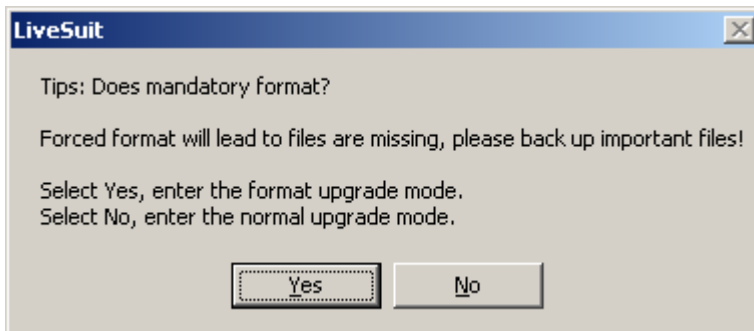 LiveSuit
Tips: Does mandatory format?
Forced format will lead to files are missing, please back up important files!
Select Yes, enter the format upgrade mode.
Select No, enter the normal upgrade mode.
Yes
No